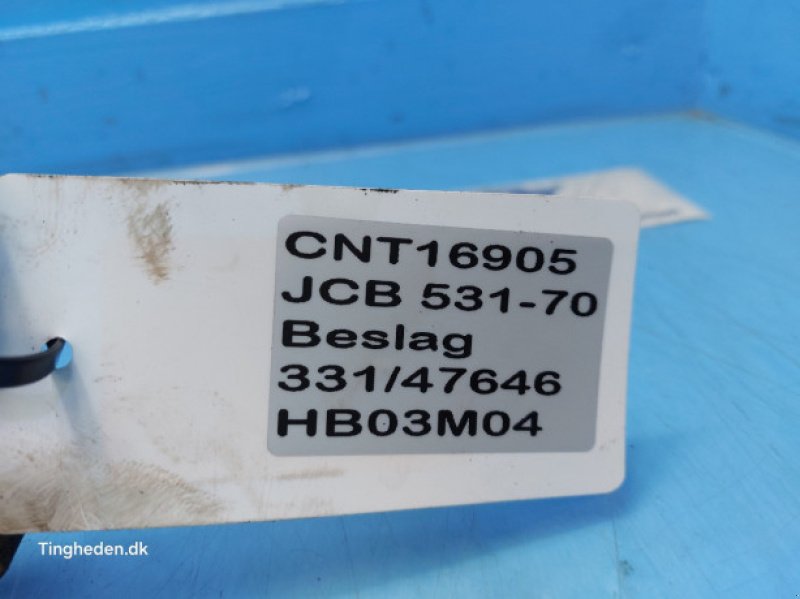 CNT16905
JCB 531-70
Beslag
331/47646
HB03M04
Tingheden.dk